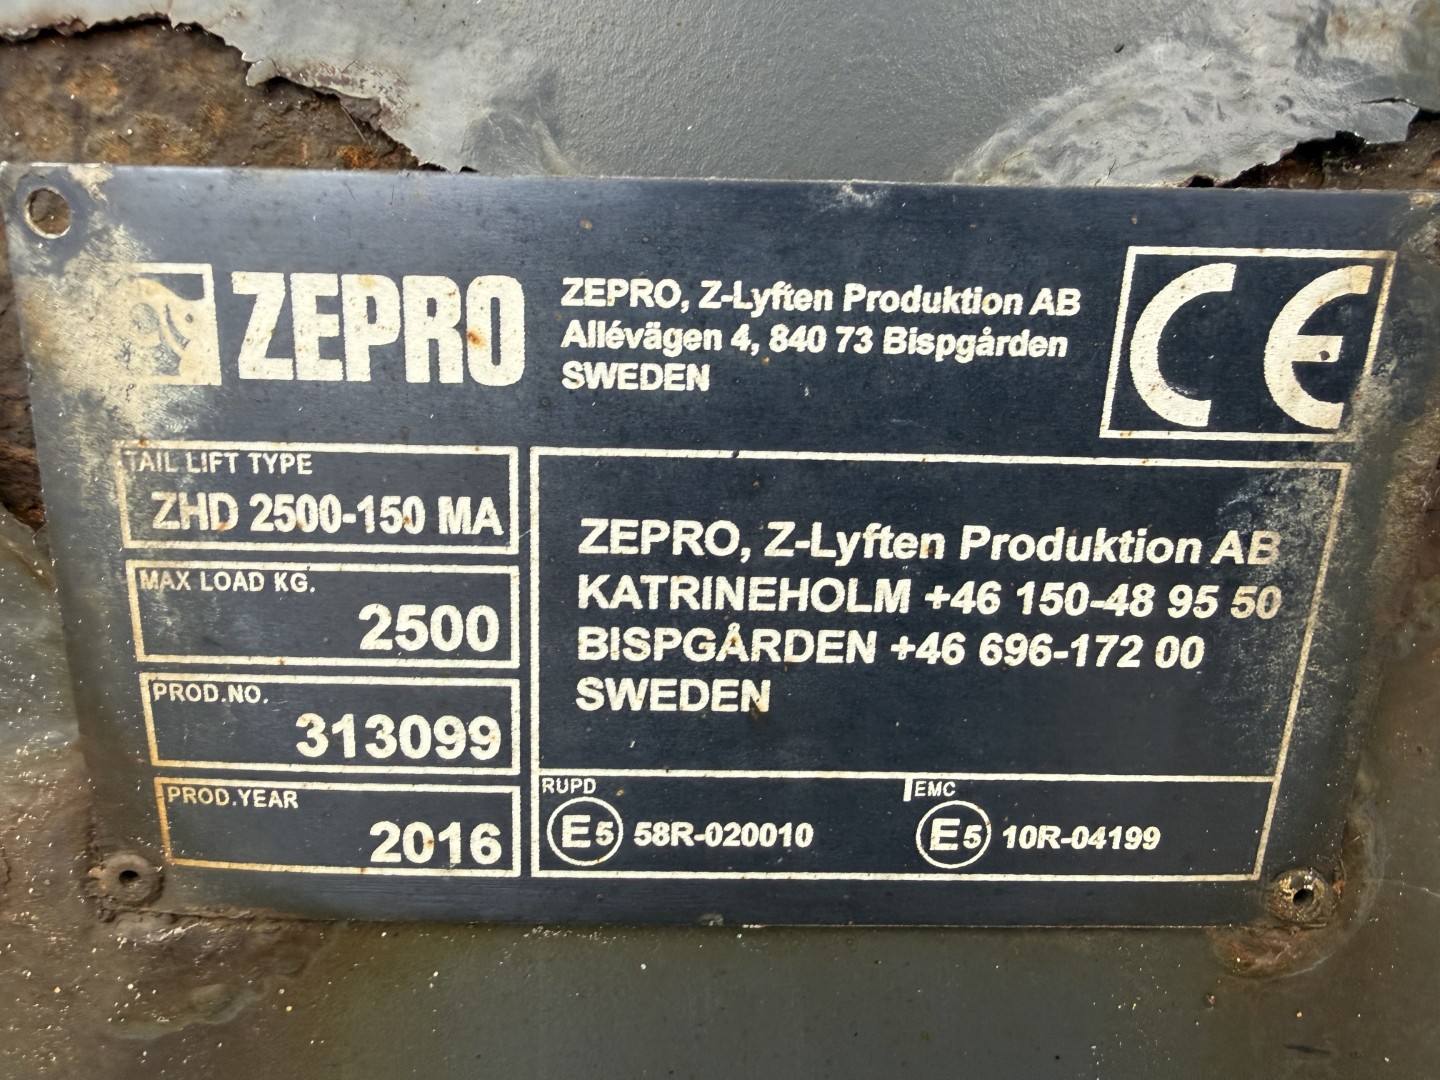 ZEPRO
ZEPRO, Z-Lyften Produktion AB
Allévägen 4, 840 73 Bispgården
SWEDEN
CE
TAIL LIFT TYPE
ZHD 2500-150 MA
MAX LOAD KG.
2500
PROD.NO.
313099
PROD.YEAR
2016
ZEPRO, Z-Lyften Produktion AB
KATRINEHOLM +46 150-48 95 50
BISPGÅRDEN +46 696-172 00
SWEDEN
RUPD
E5 58R-020010
EMC
E5 10R-04199